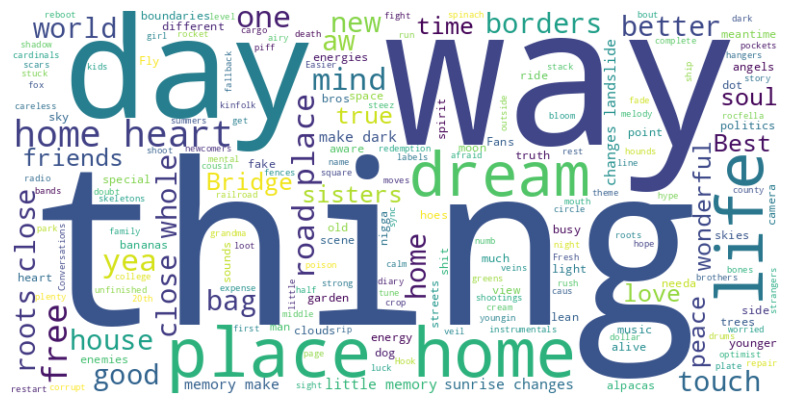 reboot
boundaries
level
one
new
time
borders
fight
spinach
bout
dark
world
shadow
cardinals
scars
stuck
fox
girl
rocket
different
cargo
airy
piff
death
Fly
kids
day
aw
energies
mind
bros
run
way
stack
ship
better
complete
meantime
pockets
hangers
angels
story
careless
sky
fallback
get
ride
space
true
steez
outside
bloom
fade
melody
changes landslide
dot
soul
rocfella
politics
home heart
kinfolk
summers
Easier
make dark
spirit
moon
Fans
afraid
rest
point
hounds
Best
friends
newcomers
shoot
mental
cousin
fake
fences
aware
name
square
redemption
labels
truth
line
radio
bands
doubt
skeletons
special
Bridge
railroad
sisters
moves
dream
theme
mouth
circle
hype
county
camera
wonderful
life
roots close
park
Conversations
family
college
bananas
unfinished
close whole
grandma
sounds
loot
road place
old
scene
nigga
sync
hoes
numb
night
busy
roots
hope
skies
thing
yea
heart
plenty
20th
free
bag
expense
poison
half
little
strong
calm
diary
tune
home
shit
much
veins
greens
Fresh
light
rush
caus
needa
love
brothers
bones
strangers
peace
house
enemies
garden
middle
crop
streets
view
shootings
cream
youngin
lean
dollar
music
alive
side
trees
worried
drums
optimist
plate
younger
repair
first
man
clouds
rip
energy
dog
veil
instrumentals
restart
corrupt
good
place home
page
luck
Hook
memory make
sight
little memory
sunrise changes
alpacas
touch